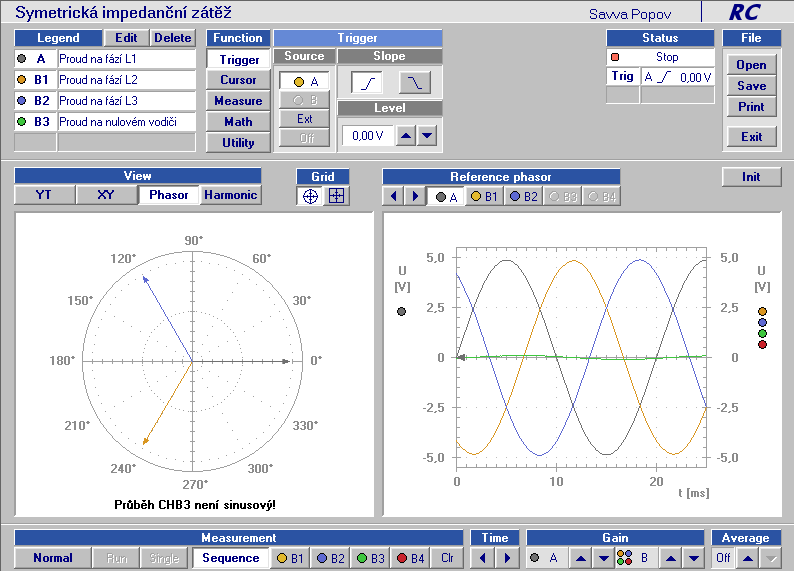 Symetrická impedanční zátěž
Savva Popov
RC
Legend Edit Delete
A Proud na fází L1
B1 Proud na fází L2
B2 Proud na fází L3
B3 Proud na nulovém vodiči
Function
Trigger
Cursor
Measure
Math
Utility
Trigger
Source Slope
A
B
Ext
Off
Level
0,00 V
Status
Stop
Trig A 0,00 V
File
Open
Save
Print
Exit
View
YT XY Phasor Harmonic
Grid
Reference phasor
A B1 B2 B3 B4
Init
90°
120° 60°
150° 30°
180° 0°
210° 330°
240° 300°
270°
Průběh CHB3 není sinusový!
U
[V]
5,0
2,5
0
-2,5
-5,0
0 10 20
t [ms]
5,0
2,5
0
-2,5
-5,0
U
[V]
Measurement
Normal Run Single Sequence B1 B2 B3 B4 Clr
Time
Gain
A B
Average
Off